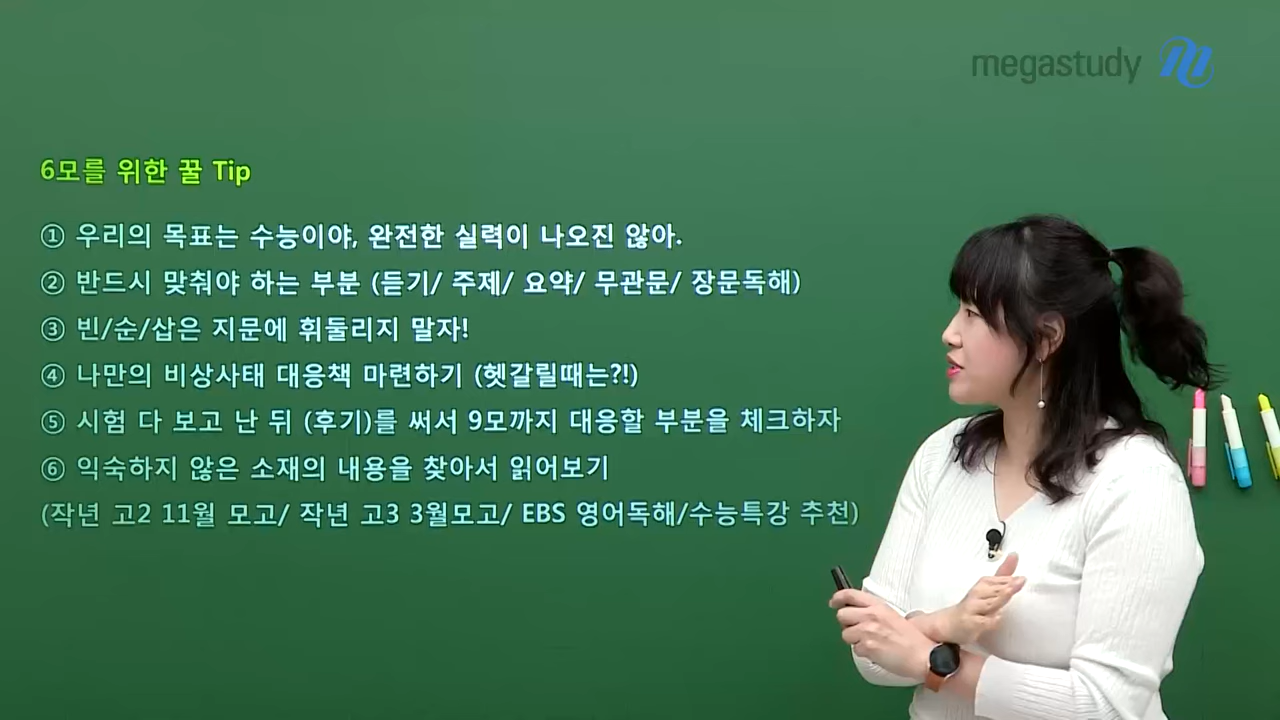 megastudy
6모를 위한 꿀 Tip
① 우리의 목표는 수능이야, 완전한 실력이 나오진 않아.
② 반드시 맞춰야 하는 부분 (듣기/ 주제/ 요약/ 무관문/ 장문독해)
③ 빈/순/삽은 지문에 휘둘리지 말자!
④ 나만의 비상사태 대응책 마련하기 (헷갈릴때는?!)
⑤ 시험 다 보고 난 뒤 (후기)를 써서 9모까지 대응할 부분을 체크하자
⑥ 익숙하지 않은 소재의 내용을 찾아서 읽어보기
(작년 고2 11월 모고/ 작년 고3 3월모고/ EBS 영어독해/수능특강 추천)